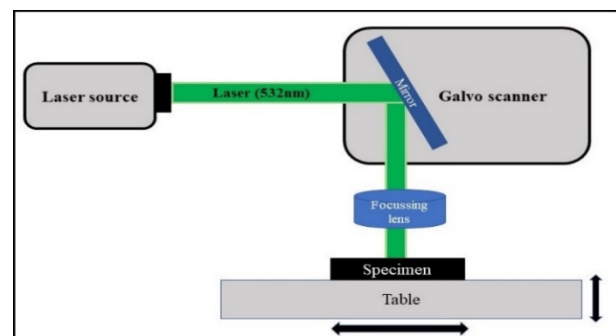 Laser source
Laser (532nm)
Mirror
Galvo scanner
Focussing
lens
Specimen
Table